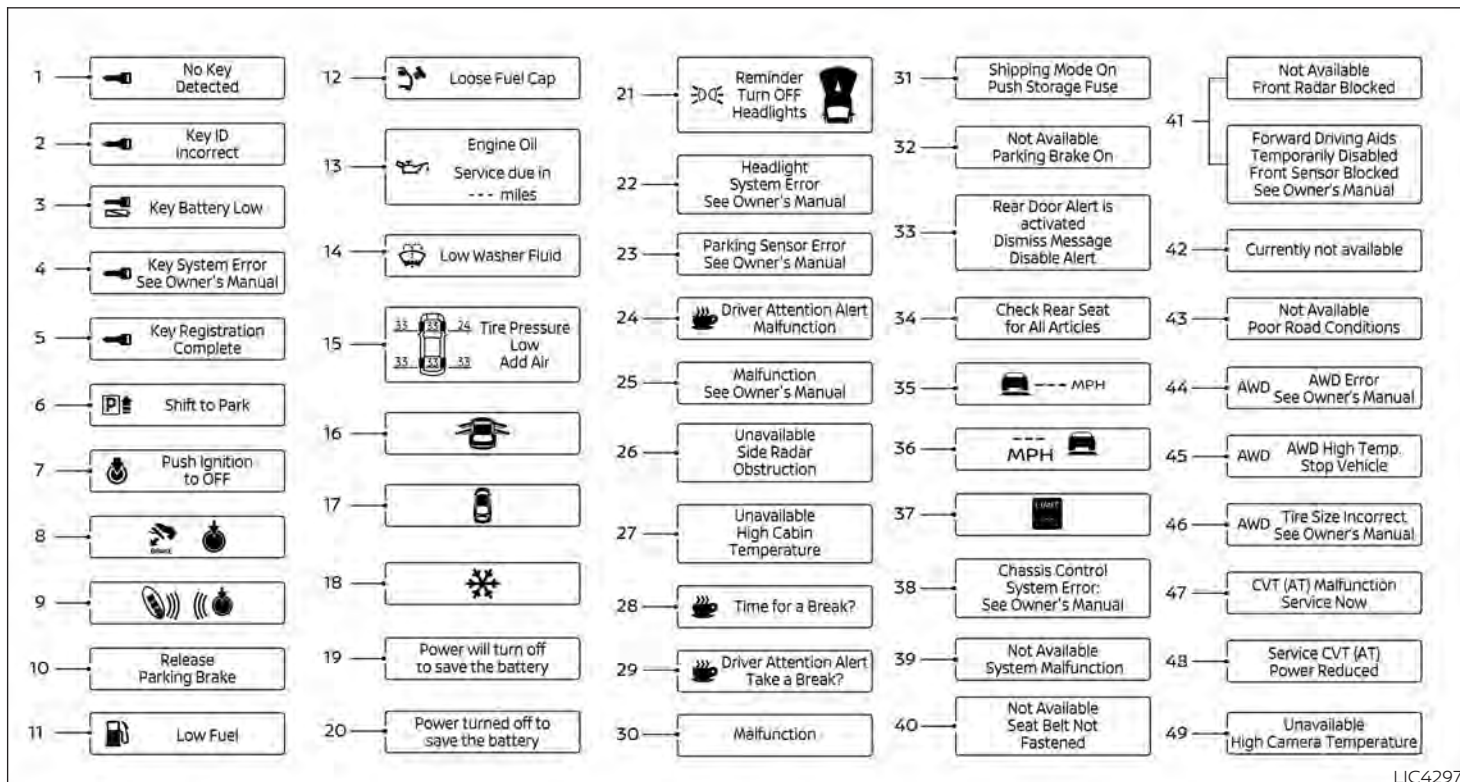 1
No Key
Detected
2
Key ID
Incorrect
3
Key Battery Low
4
Key System Error
See Owner's Manual
5
Key Registration
Complete
6
P
Shift to Park
7
Push Ignition
to OFF
8
BRAKE
9
10
Release
Parking Brake
11
Low Fuel
12
Loose Fuel Cap
13
Engine Oil
Service due in
--- miles
14
Low Washer Fluid
15
33 33 24
33 33 33
Tire Pressure
Low
Add Air
16
17
18
19
Power will turn off
to save the battery
20
Power turned off to
save the battery
21
Reminder
Turn OFF
Headlights
22
Headlight
System Error
See Owner's Manual
23
Parking Sensor Error
See Owner's Manual
24
Driver Attention Alert
Malfunction
25
Malfunction
See Owner's Manual
26
Unavailable
Side Radar
Obstruction
27
Unavailable
High Cabin
Temperature
28
Time for a Break?
29
Driver Attention Alert
Take a Break?
30
Malfunction
31
Shipping Mode On
Push Storage Fuse
32
Not Available
Parking Brake On
33
Rear Door Alert is
activated
Dismiss Message
Disable Alert
34
Check Rear Seat
for All Articles
35
--- MPH
36
---
MPH
37
LIMIT
---
38
Chassis Control
System Error:
See Owner's Manual
39
Not Available
System Malfunction
40
Not Available
Seat Belt Not
Fastened
41
Not Available
Front Radar Blocked
Forward Driving Aids
Temporarily Disabled
Front Sensor Blocked
See Owner's Manual
42
Currently not available
43
Not Available
Poor Road Conditions
44
AWD
AWD Error
See Owner's Manual
45
AWD
AWD High Temp.
Stop Vehicle
46
AWD
Tire Size Incorrect
See Owner's Manual
47
CVT (AT) Malfunction
Service Now
48
Service CVT (AT)
Power Reduced
49
Unavailable
High Camera Temperature
LIC4297